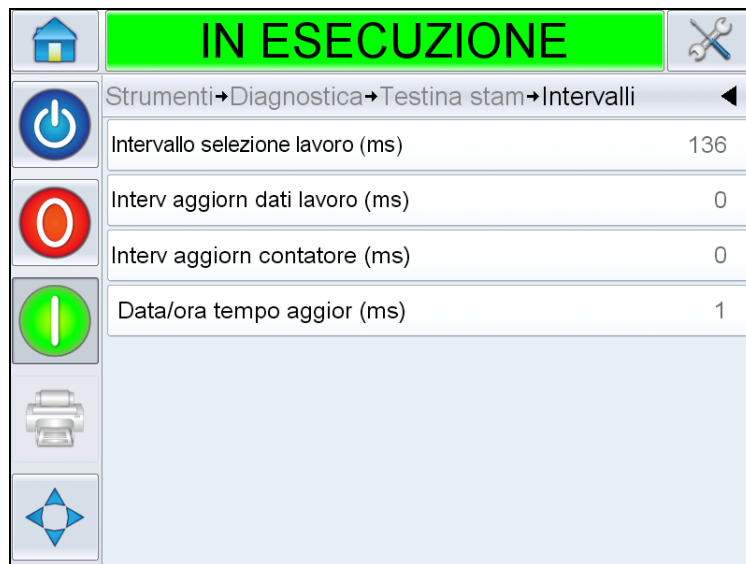 IN ESECUZIONE
Strumenti→Diagnostica→Testina stam→Intervalli
Intervallo selezione lavoro (ms) 136
Interv aggiorn dati lavoro (ms) 0
Interv aggiorn contatore (ms) 0
Data/ora tempo aggior (ms) 1